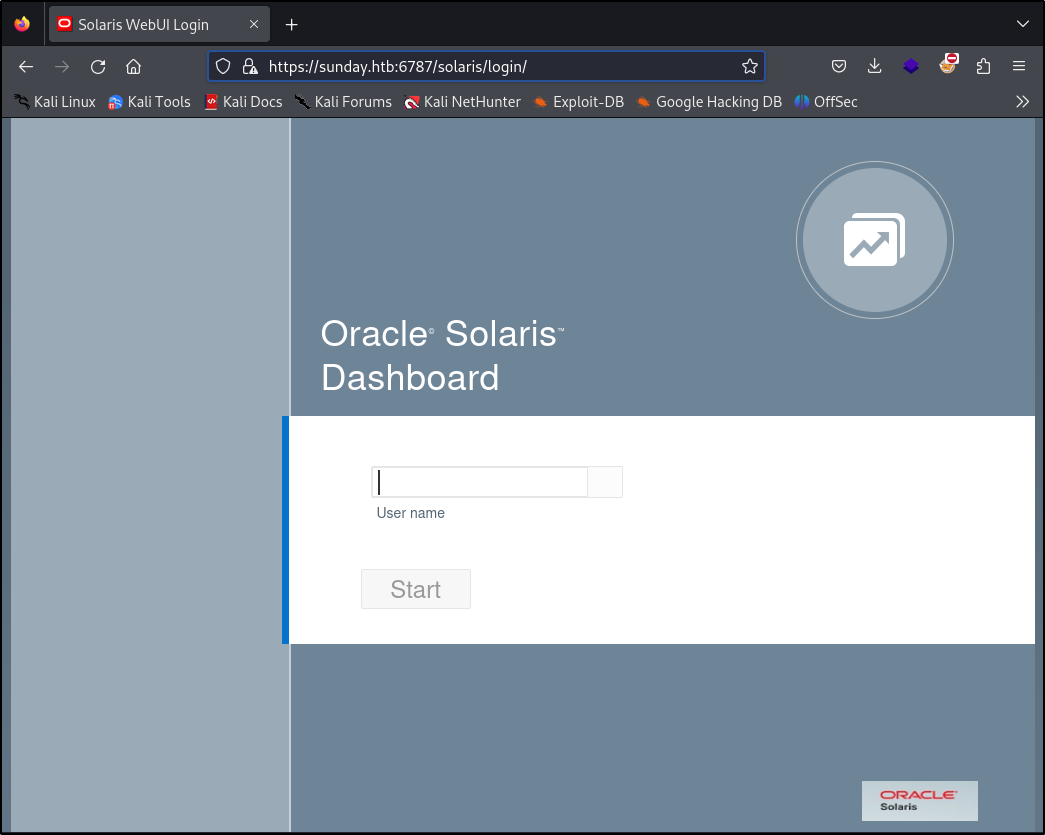 Solaris WebUI Login
https://sunday.htb:6787/solaris/login/
Kali Linux Kali Tools Kali Docs Kali Forums Kali NetHunter Exploit-DB Google Hacking DB OffSec
Oracle© Solaris™
Dashboard
User name
Start
ORACLE™
Solaris